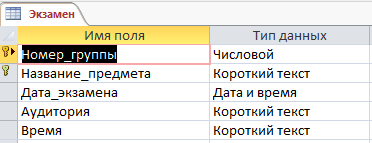 Экзамен
Имя поля Тип данных
Номер_группы Числовой
Название_предмета Короткий текст
Дата_экзамена Дата и время
Аудитория Короткий текст
Время Короткий текст